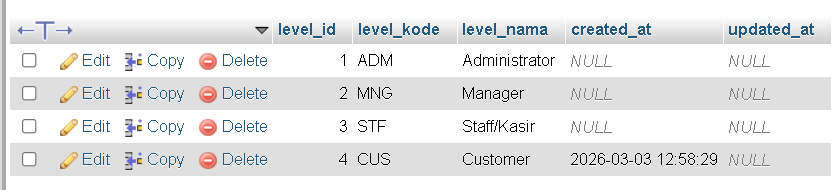 level_id level_kode level_nama created_at updated_at
Edit Copy Delete 1 ADM Administrator NULL NULL
Edit Copy Delete 2 MNG Manager NULL NULL
Edit Copy Delete 3 STF Staff/Kasir NULL NULL
Edit Copy Delete 4 CUS Customer 2026-03-03 12:58:29 NULL